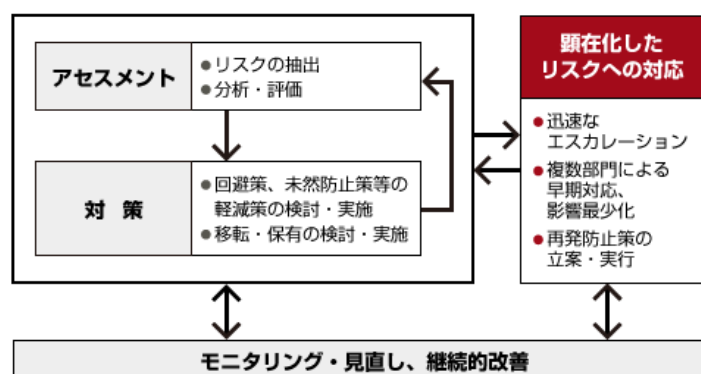 アセスメント
●リスクの抽出
●分析・評価
対 策
●回避策、未然防止策等の
軽減策の検討・実施
●移転・保有の検討・実施
顕在化した
リスクへの対応
●迅速な
エスカレーション
●複数部門による
早期対応、
影響最少化
●再発防止策の
立案・実行
モニタリング・見直し、継続的改善